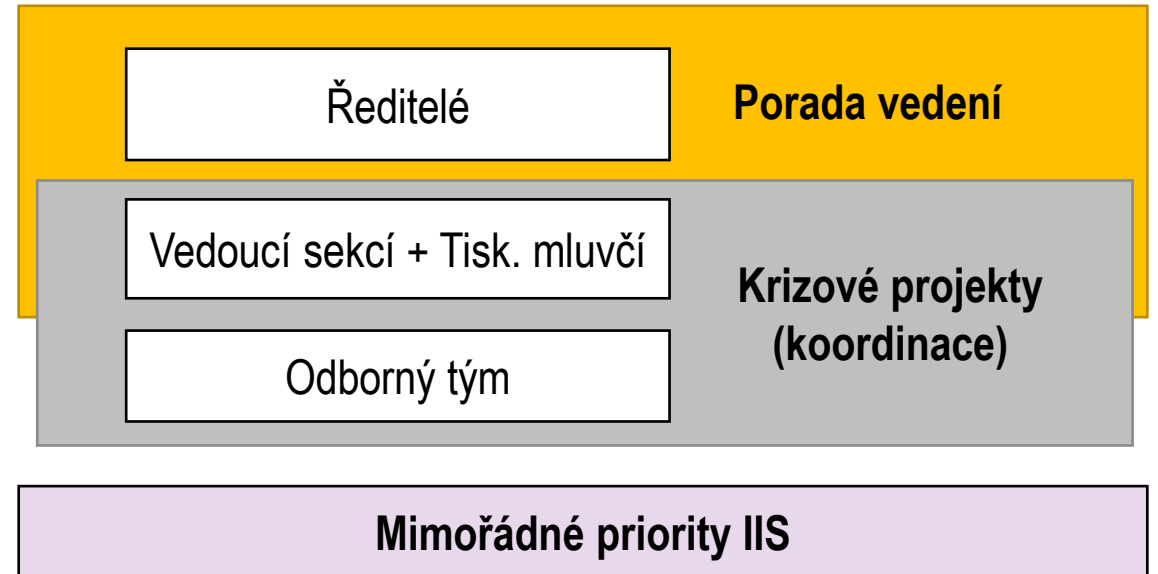 Ředitelé
Porada vedení
Vedoucí sekcí + Tisk. mluvčí
Krizové projekty
(koordinace)
Odborný tým
Mimořádné priority IIS